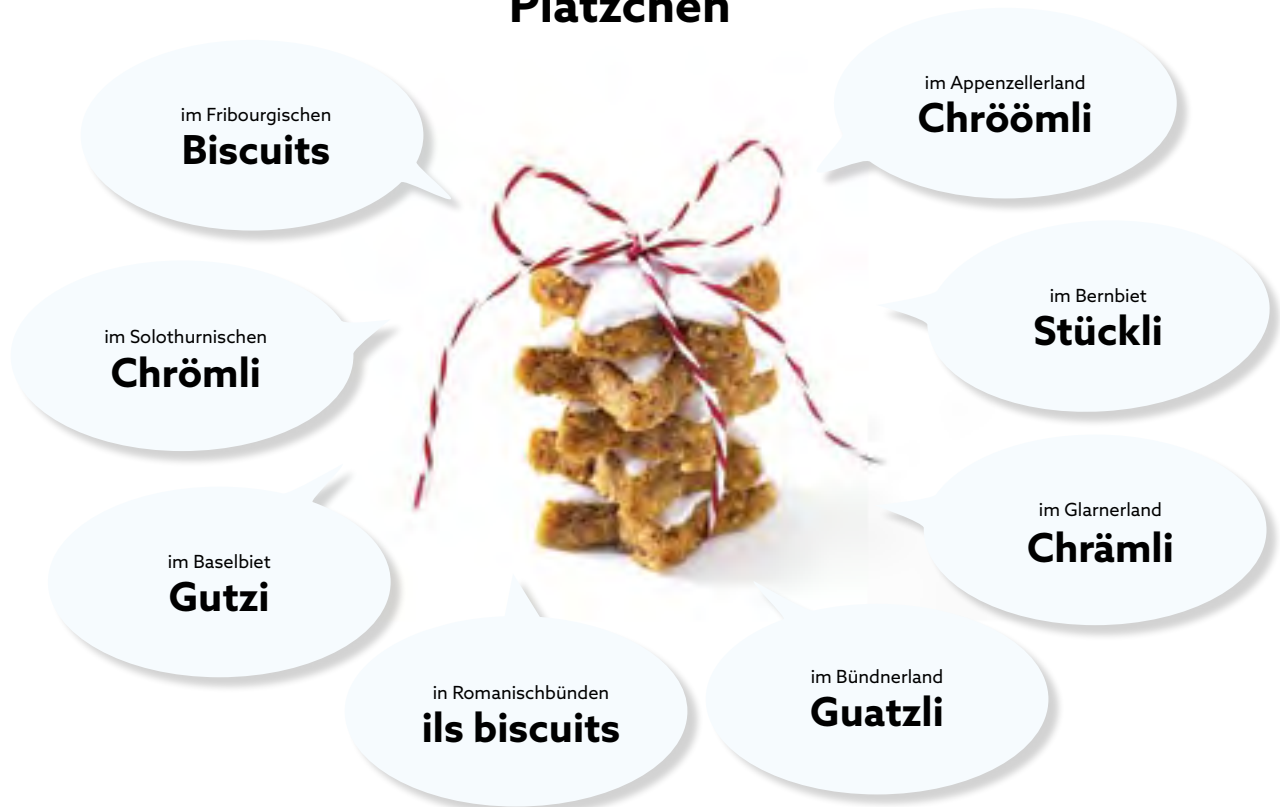 Plätzchen
im Fribourgischen
Biscuits
im Appenzellerland
Chröömli
im Solothurnischen
Chrömli
im Bernbiet
Stückli
im Baselbiet
Gutzi
im Glarnerland
Chrämli
in Romanischbünden
ils biscuits
im Bündnerland
Guatzli